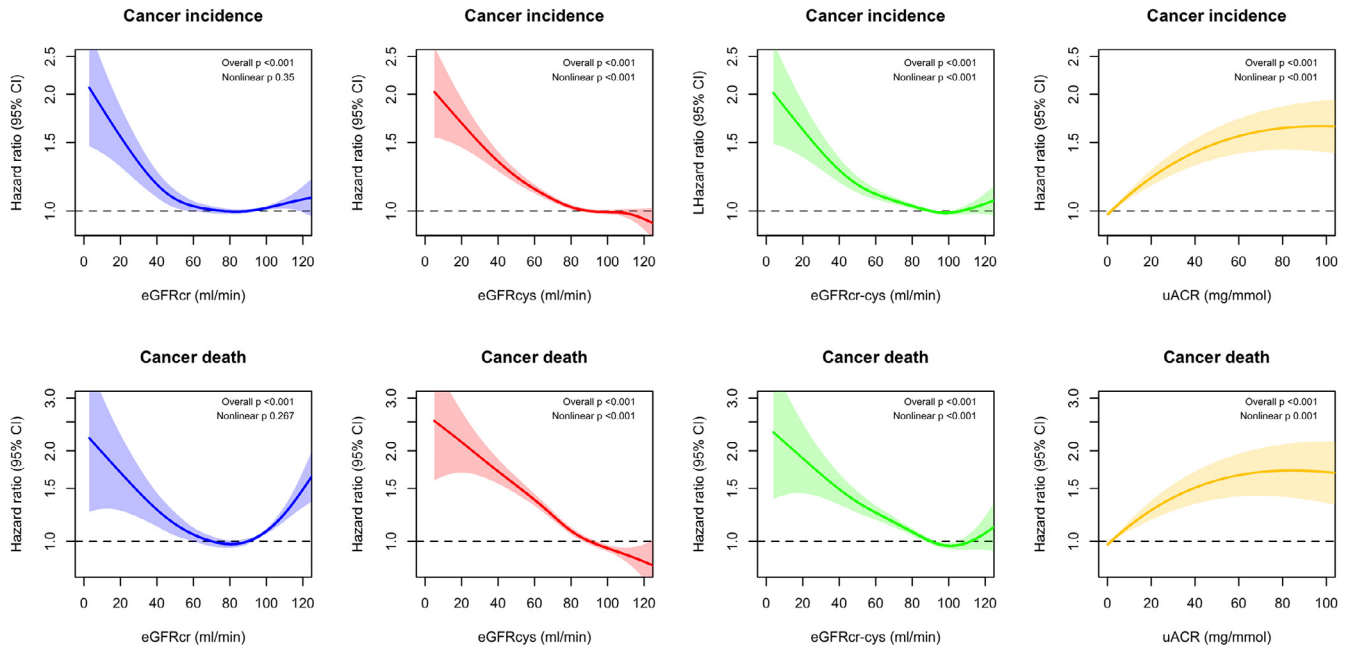 Cancer incidence
Hazard ratio (95% CI)
2.5
2.0
1.5
1.0
Overall p <0.001
Nonlinear p 0.35
0 20 40 60 80 100 120
eGFRcr (ml/min)
Cancer incidence
Hazard ratio (95% CI)
2.5
2.0
1.5
1.0
Overall p <0.001
Nonlinear p <0.001
0 20 40 60 80 100 120
eGFRcys (ml/min)
Cancer incidence
LHazard ratio (95% CI)
2.5
2.0
1.5
1.0
Overall p <0.001
Nonlinear p <0.001
0 20 40 60 80 100 120
eGFRcr-cys (ml/min)
Cancer incidence
Hazard ratio (95% CI)
2.5
2.0
1.5
1.0
Overall p <0.001
Nonlinear p <0.001
0 20 40 60 80 100
uACR (mg/mmol)
Cancer death
Hazard ratio (95% CI)
3.0
2.0
1.5
1.0
Overall p <0.001
Nonlinear p 0.267
0 20 40 60 80 100 120
eGFRcr (ml/min)
Cancer death
Hazard ratio (95% CI)
3.0
2.0
1.5
1.0
Overall p <0.001
Nonlinear p <0.001
0 20 40 60 80 100 120
eGFRcys (ml/min)
Cancer death
Hazard ratio (95% CI)
3.0
2.0
1.5
1.0
Overall p <0.001
Nonlinear p <0.001
0 20 40 60 80 100 120
eGFRcr-cys (ml/min)
Cancer death
Hazard ratio (95% CI)
3.0
2.0
1.5
1.0
Overall p <0.001
Nonlinear p 0.001
0 20 40 60 80 100
uACR (mg/mmol)